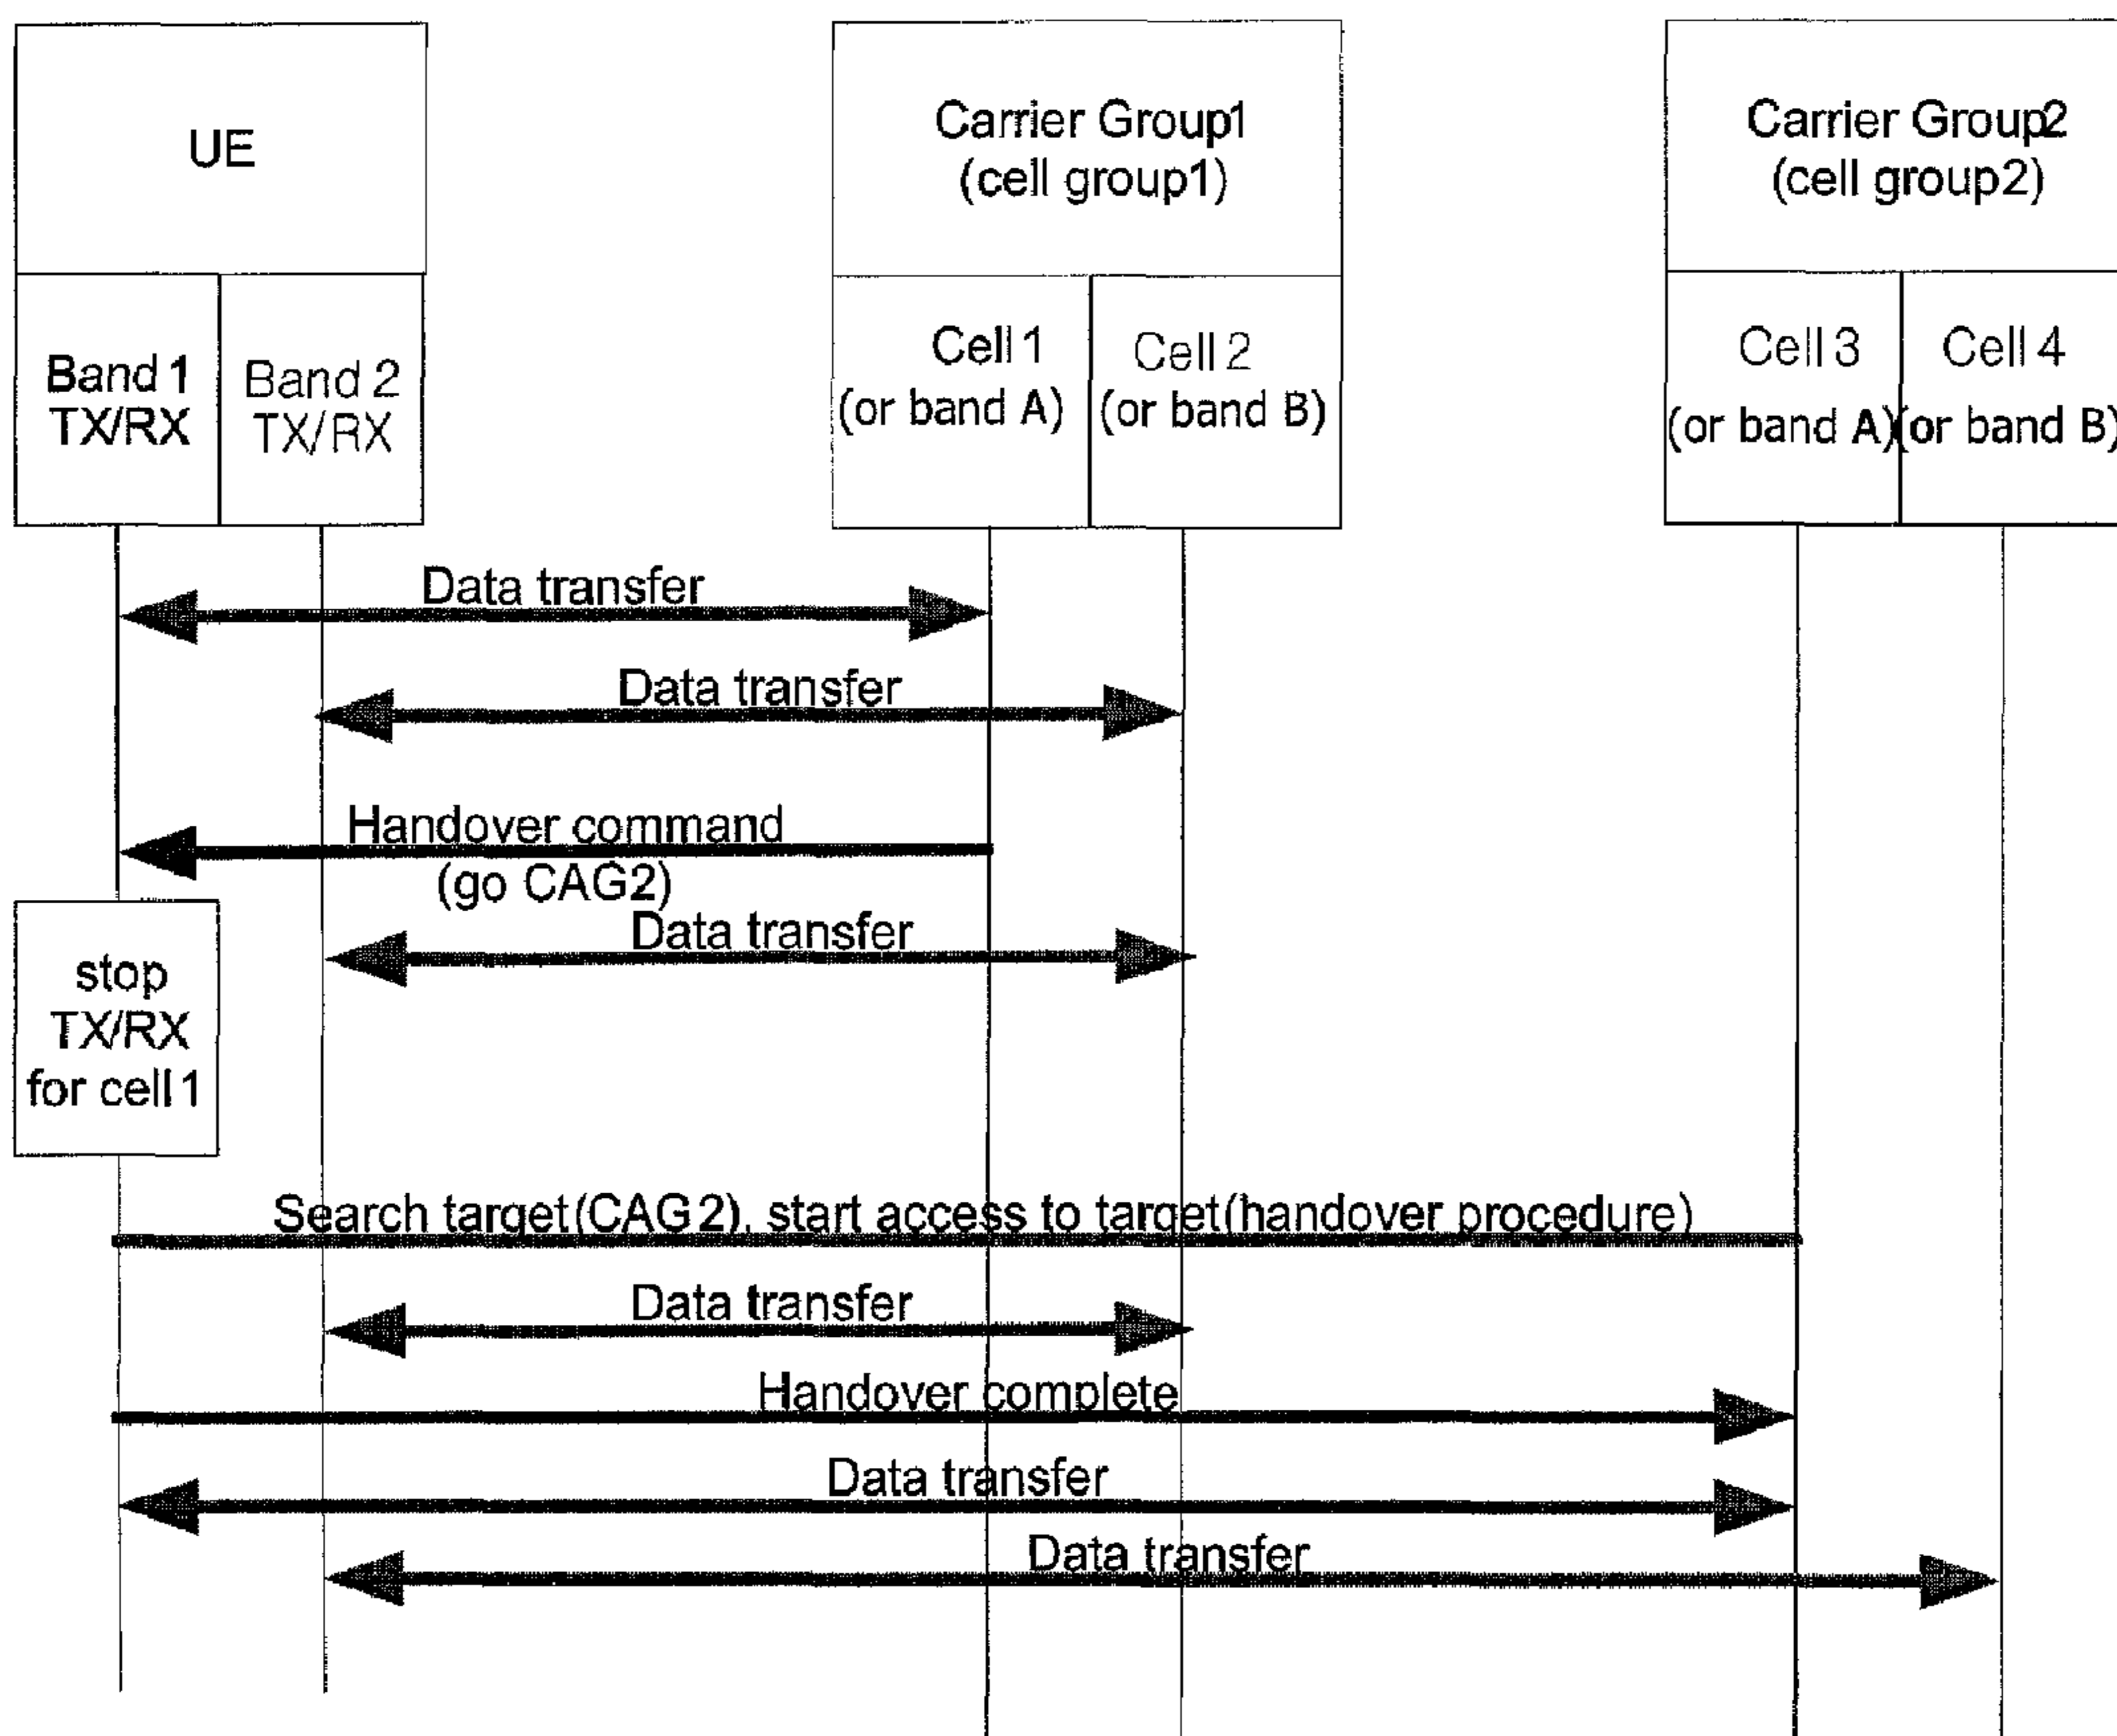 UE
Carrier Group1
(cell group1)
Carrier Group2
(cell group2)
Band 1
TX/RX
Band 2
TX/RX
Cell 1
(or band A)
Cell 2
(or band B)
Cell 3
(or band A)
Cell 4
(or band B)
Data transfer
Data transfer
Handover command
(go CAG2)
Data transfer
stop
TX/RX
for cell 1
Search target(CAG 2), start access to target(handover procedure)
Data transfer
Handover complete
Data transfer
Data transfer